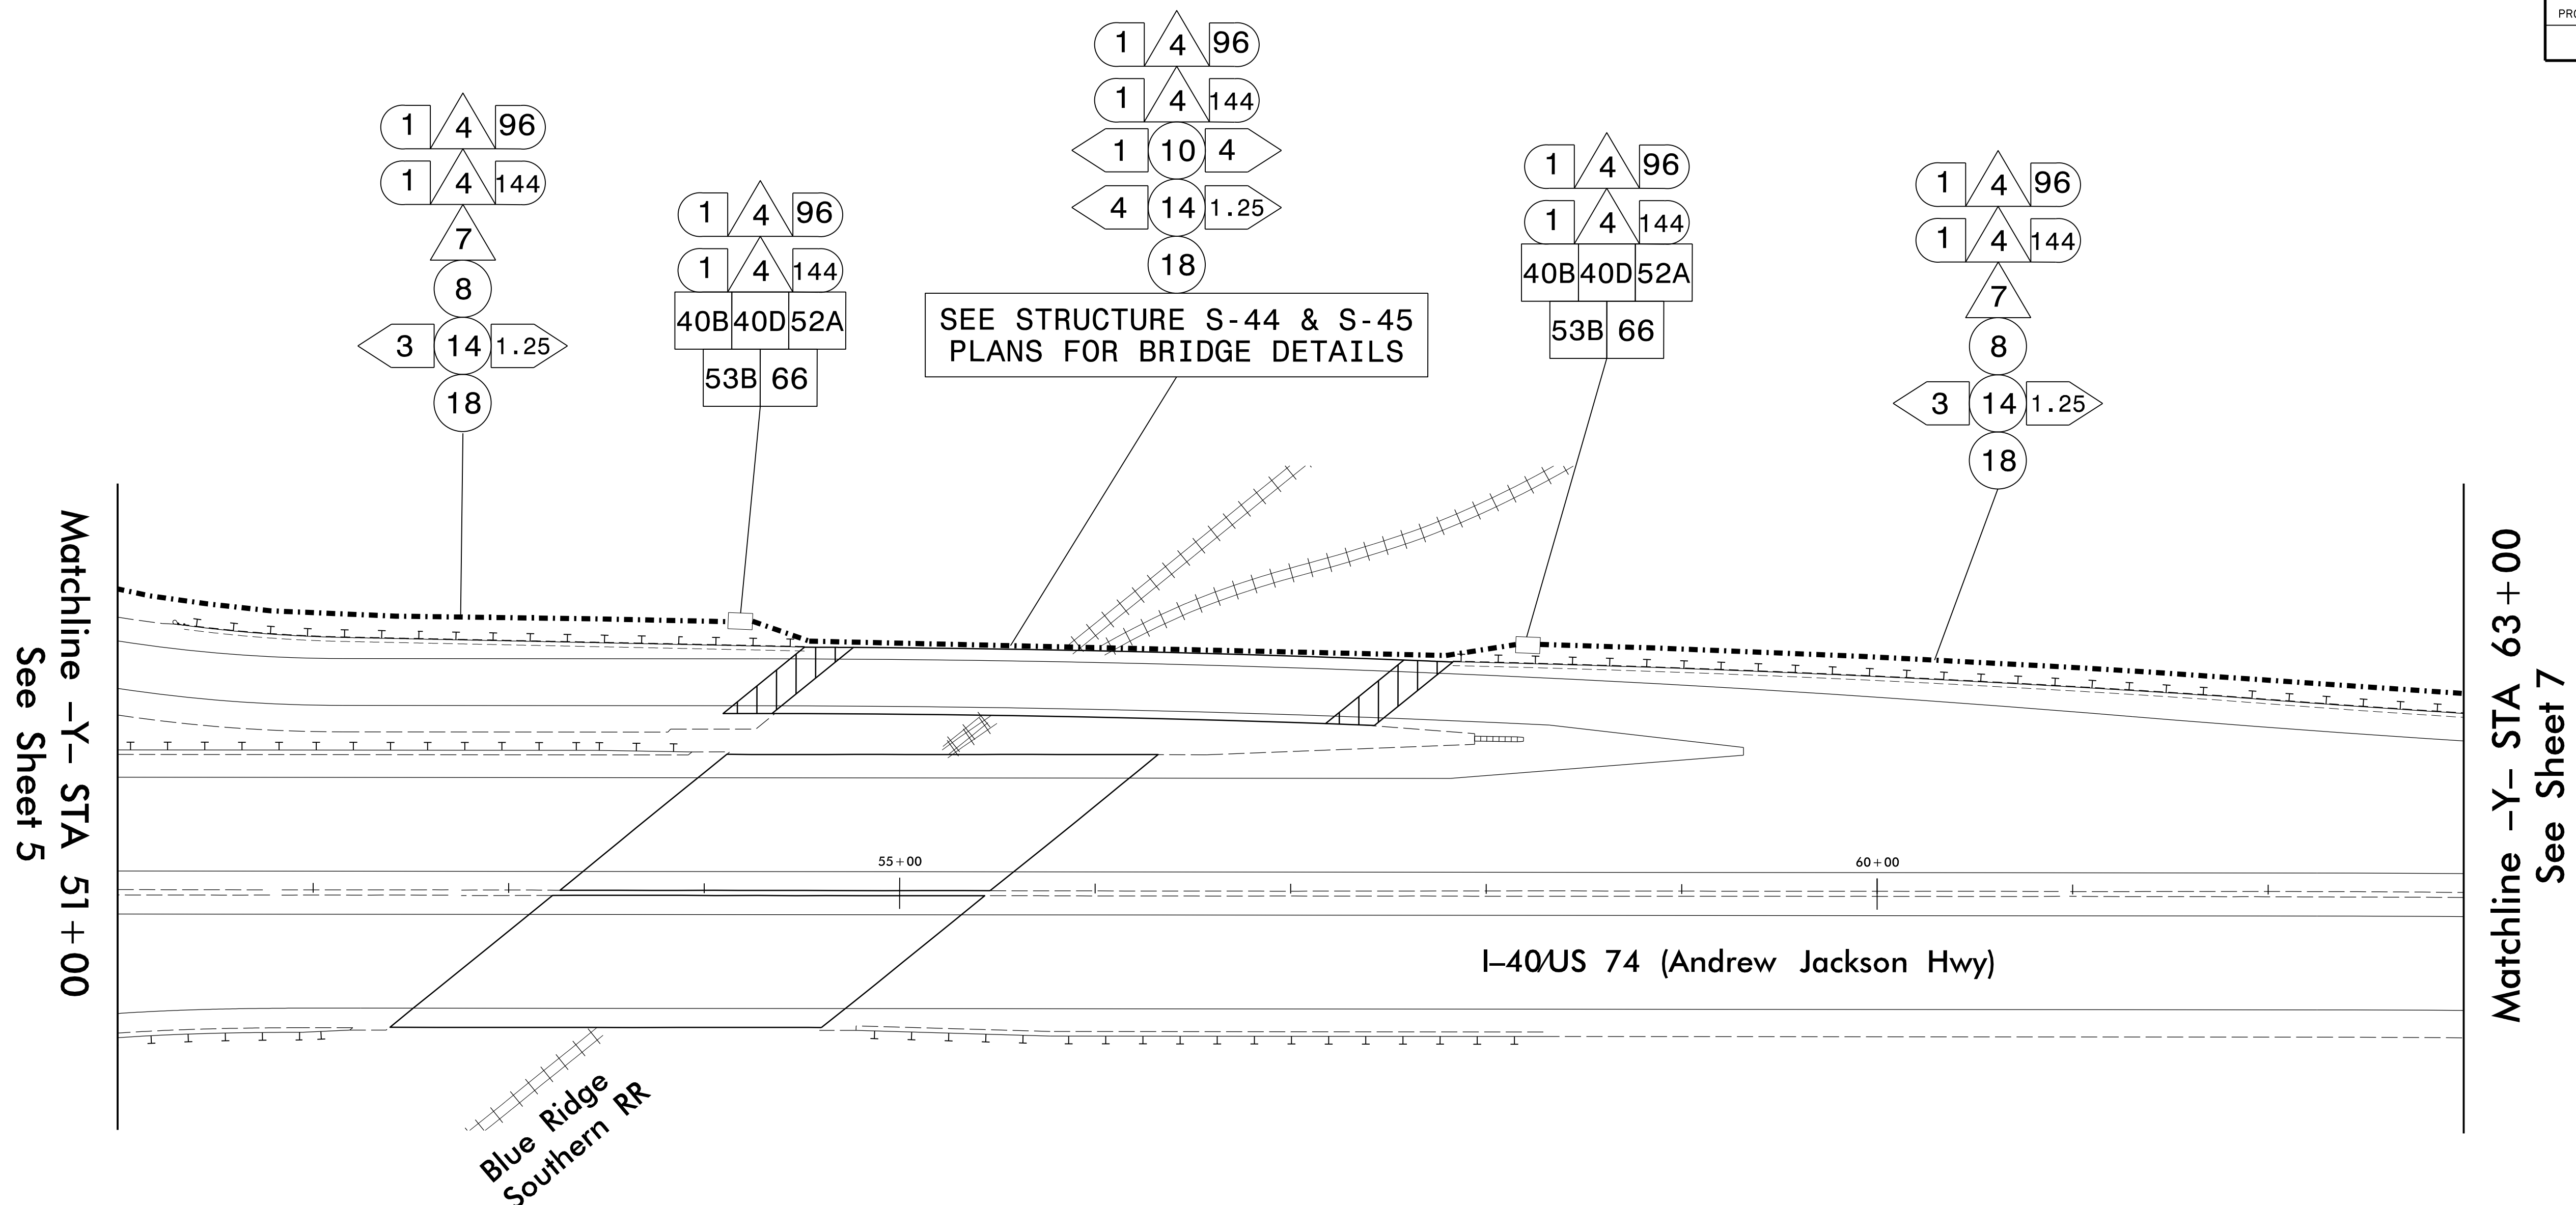 PRO
1 4 96
1 4 144
7
8
3 14 1.25
18
1 4 96
1 4 144
40B 40D 52A
53B 66
1 4 96
1 4 144
1 10 4
4 14 1.25
18
SEE STRUCTURE S-44 & S-45
PLANS FOR BRIDGE DETAILS
1 4 96
1 4 144
40B 40D 52A
53B 66
1 4 96
1 4 144
7
8
3 14 1.25
18
Matchline –Y– STA 51+00
See Sheet 5
Matchline –Y– STA 63+00
See Sheet 7
55+00
60+00
I–40/US 74 (Andrew Jackson Hwy)
Blue Ridge
Southern RR